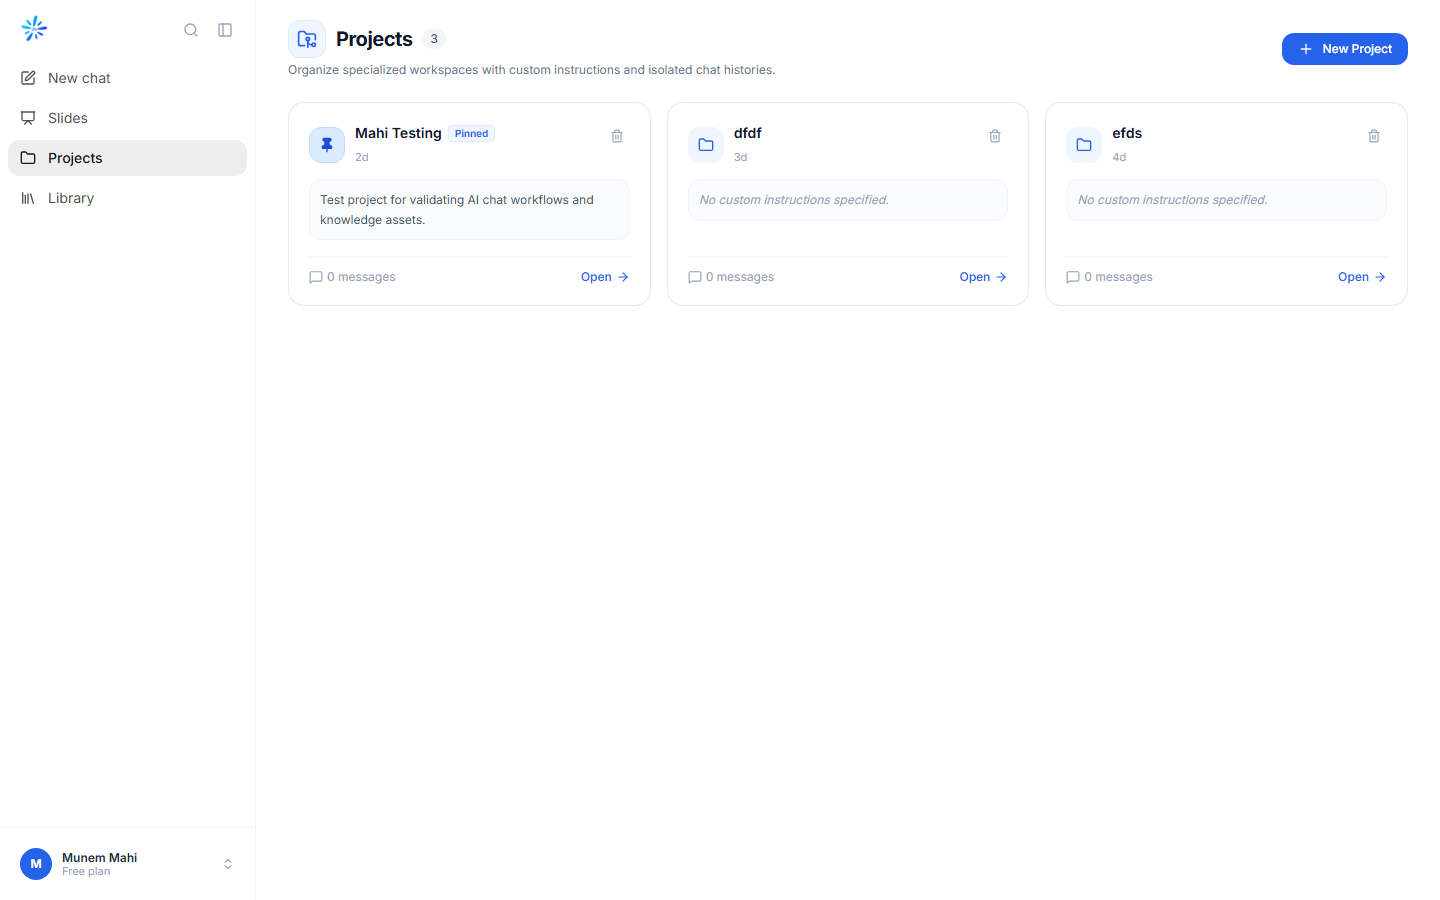 New chat
Slides
Projects
Library
Projects 3
Organize specialized workspaces with custom instructions and isolated chat histories.
New Project
Mahi Testing Pinned
2d
Test project for validating AI chat workflows and
knowledge assets.
0 messages Open
dfdf
3d
No custom instructions specified.
0 messages Open
efds
4d
No custom instructions specified.
0 messages Open
M
Munem Mahi
Free plan